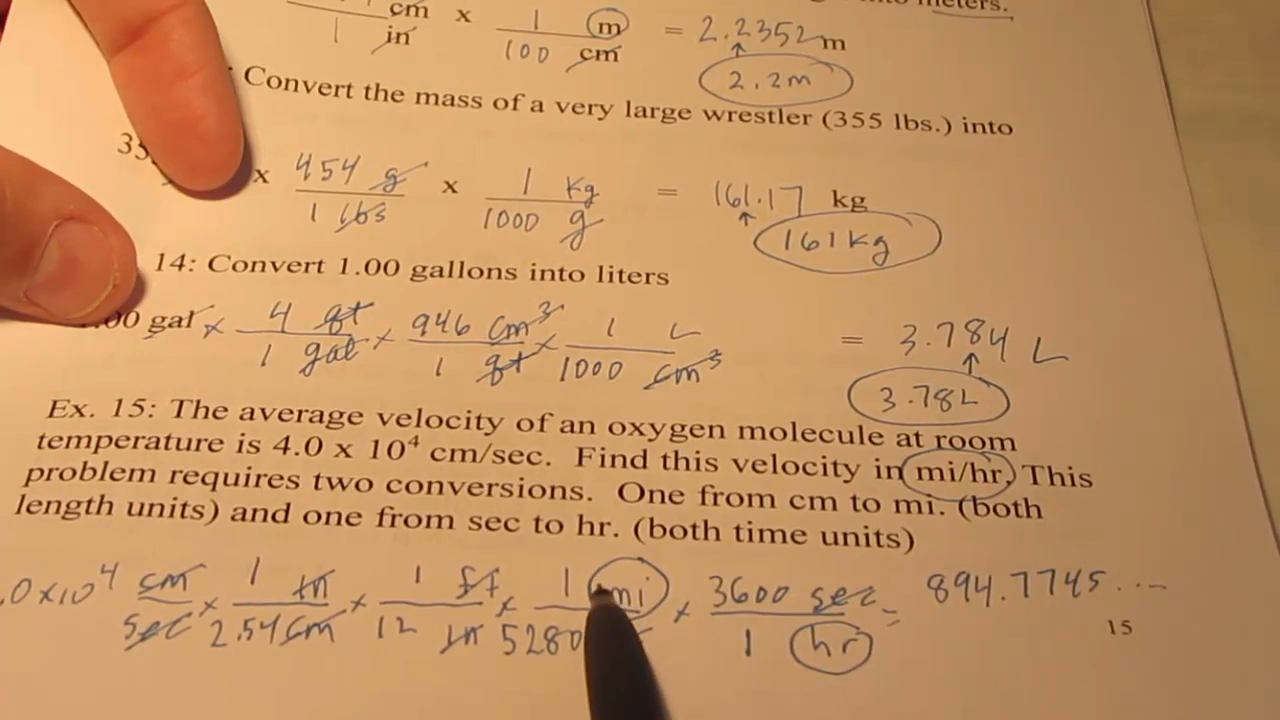 meters.
cm x 1 m = 2.2352 m
1 in 100 cm
2.2m
Convert the mass of a very large wrestler (355 lbs.) into
35
x 454 g x 1 Kg = 161.17 kg
1 lbs 1000 g
161Kg
14: Convert 1.00 gallons into liters
.00 gal x 4 qt x 946 cm³ x 1 L = 3.784 L
1 gal 1 qt 1000 cm³
3.78L
Ex. 15: The average velocity of an oxygen molecule at room
temperature is 4.0 x 10⁴ cm/sec. Find this velocity in mi/hr. This
problem requires two conversions. One from cm to mi. (both
length units) and one from sec to hr. (both time units)
.0 x 10⁴ cm x 1 in x 1 ft x 1 mi x 3600 sec = 894.7745...
sec 2.54 cm 12 in 5280 1 hr
15